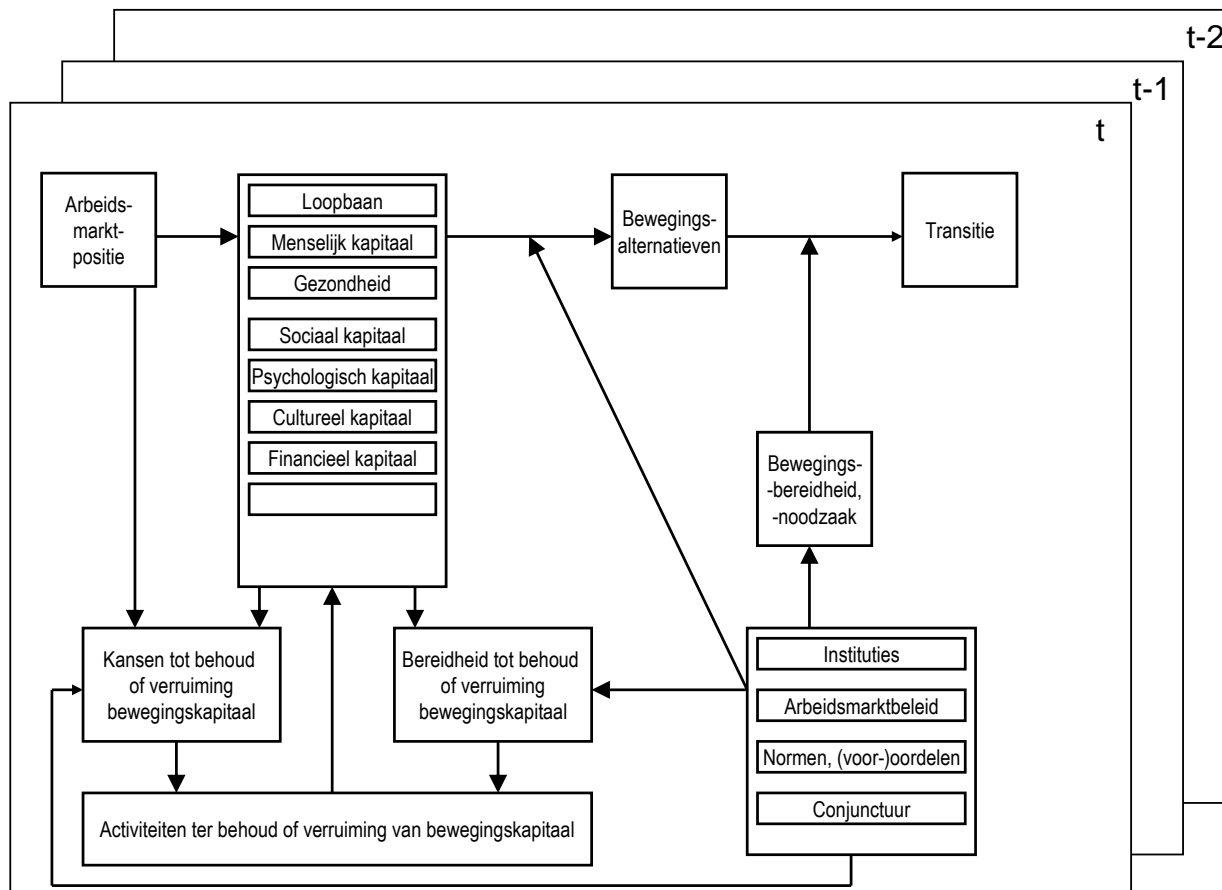 t-2
t-1
t
Arbeids-
markt-
positie
Loopbaan
Menselijk kapitaal
Gezondheid
Sociaal kapitaal
Psychologisch kapitaal
Cultureel kapitaal
Financieel kapitaal
Bewegings-
alternatieven
Transitie
Bewegings-
-bereidheid,
-noodzaak
Kansen tot behoud
of verruiming
bewegingskapitaal
Bereidheid tot behoud
of verruiming
bewegingskapitaal
Instituties
Arbeidsmarktbeleid
Normen, (voor-)oordelen
Conjunctuur
Activiteiten ter behoud of verruiming van bewegingskapitaal